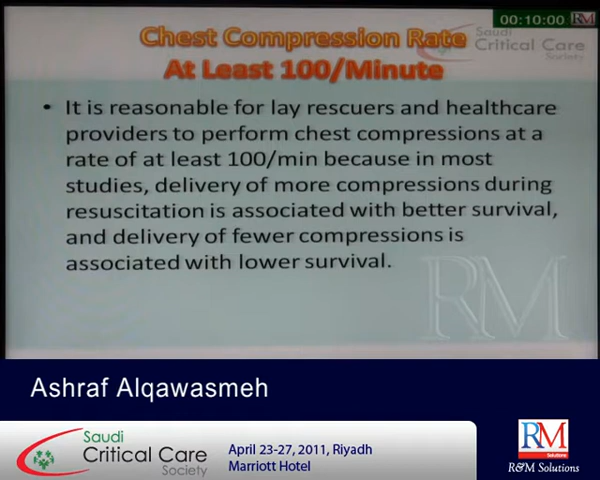 00:10:00 RM
Chest Compression Rate
Saudi
Critical Care
Society
At Least 100/Minute
• It is reasonable for lay rescuers and healthcare
providers to perform chest compressions at a
rate of at least 100/min because in most
studies, delivery of more compressions during
resuscitation is associated with better survival,
and delivery of fewer compressions is
associated with lower survival.
RM
Ashraf Alqawasmeh
Saudi
Critical Care
Society
April 23-27, 2011, Riyadh
Marriott Hotel
RM
Solutions
R&M Solutions